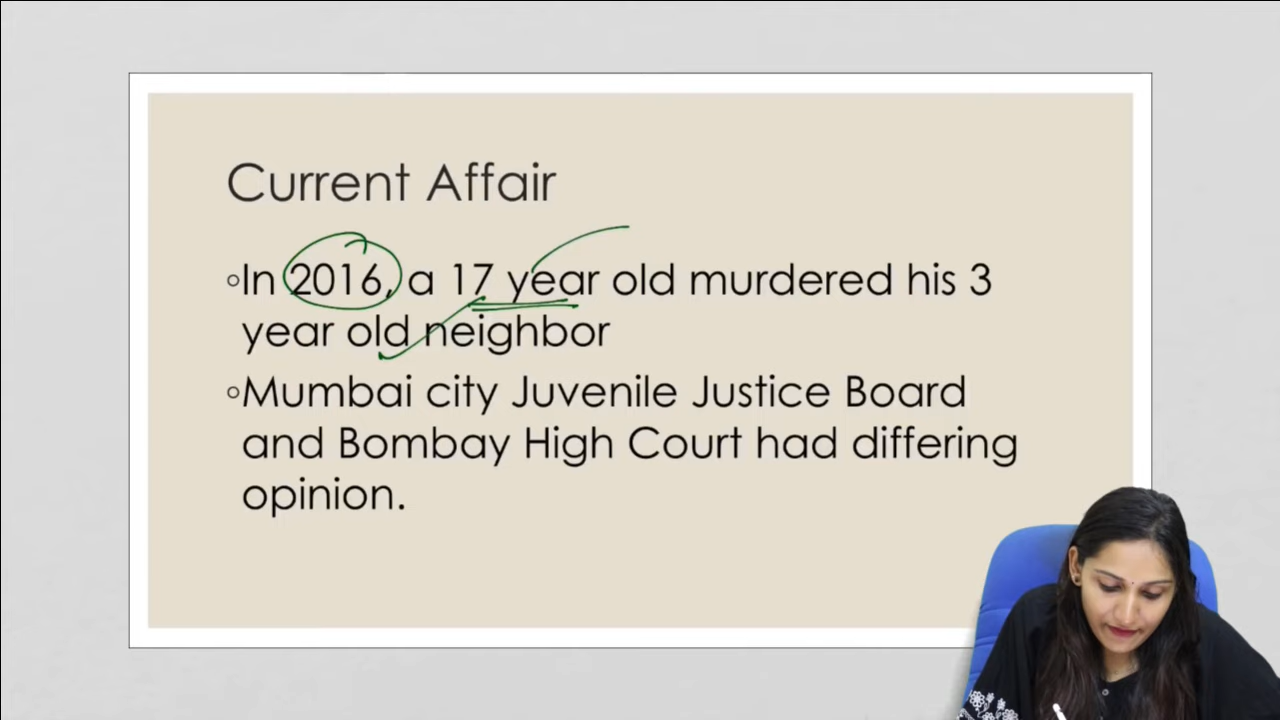 Current Affair
◦In 2016, a 17 year old murdered his 3
year old neighbor
◦Mumbai city Juvenile Justice Board
and Bombay High Court had differing
opinion.